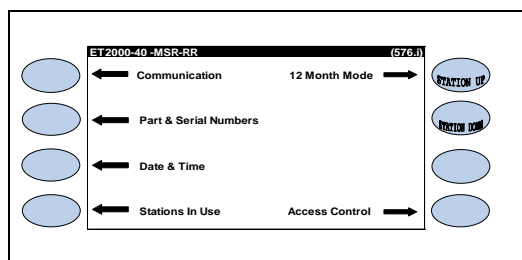 ET2000-40 -MSR-RR (576.i)
Communication 12 Month Mode STATION UP
Part & Serial Numbers STATION DOWN
Date & Time
Stations In Use Access Control